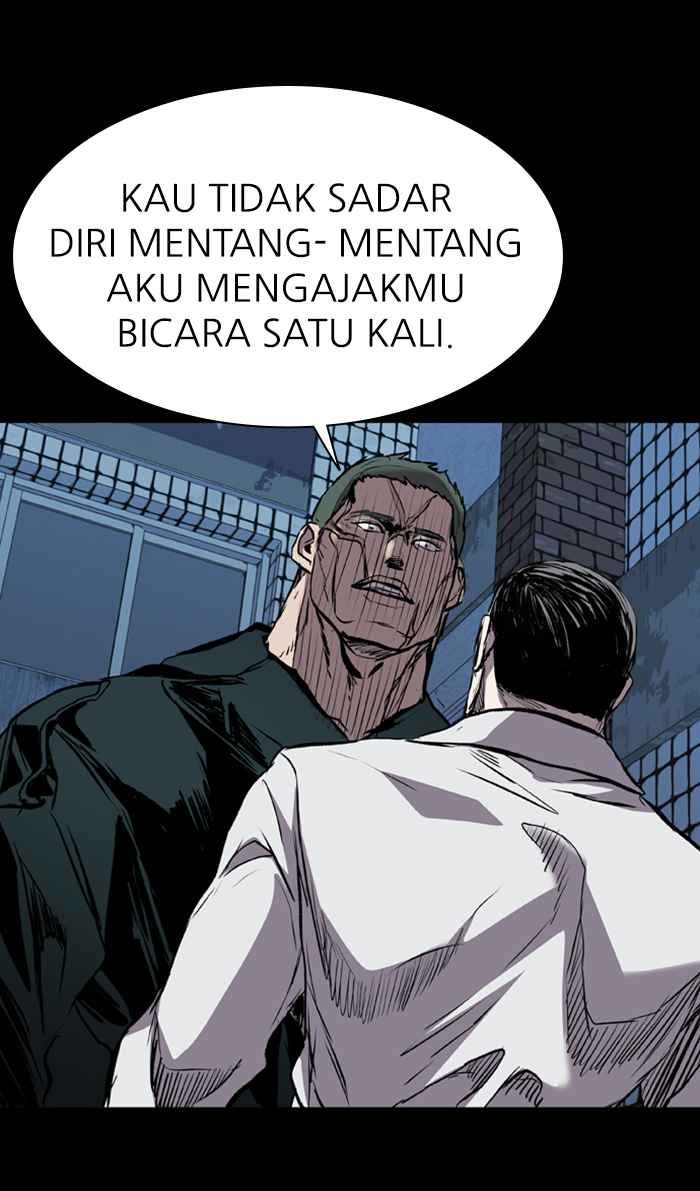 KAU TIDAK SADAR
DIRI MENTANG- MENTANG
AKU MENGAJAKMU
BICARA SATU KALI.